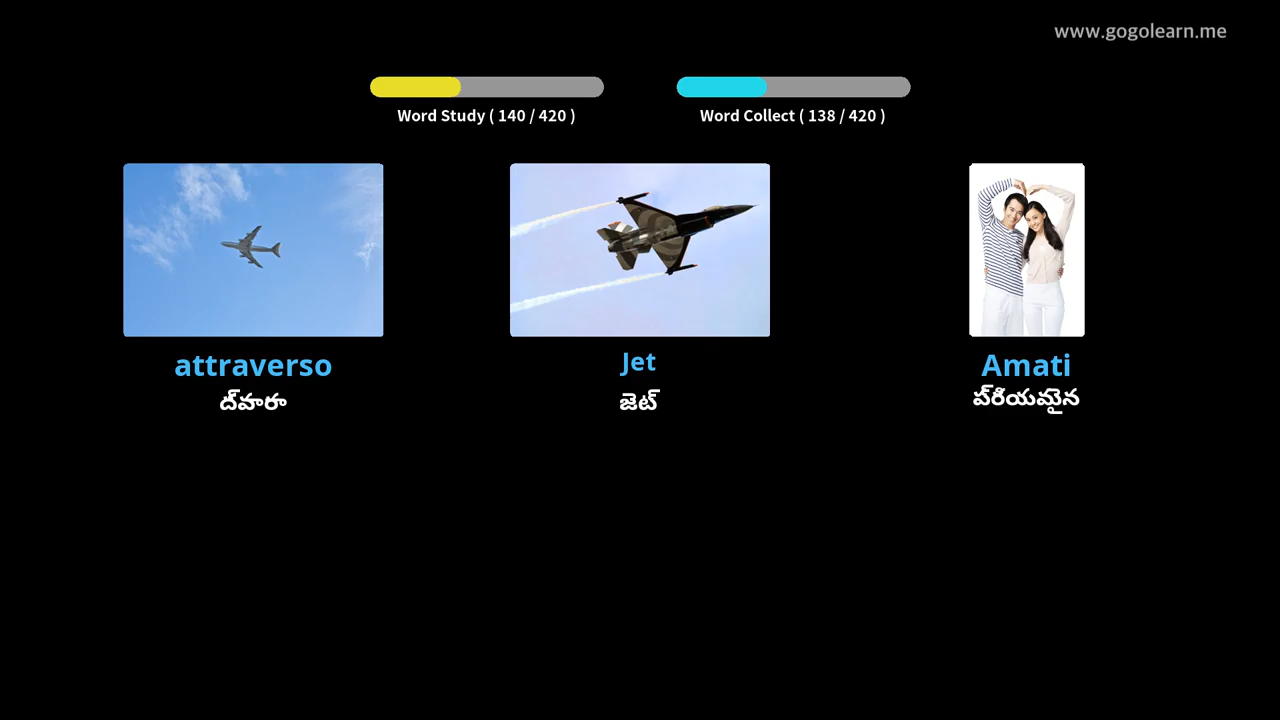 www.gogolearn.me
Word Study ( 140 / 420 )
Word Collect ( 138 / 420 )
attraverso
ద్వారా
Jet
జెట్
Amati
ప్రియమైన